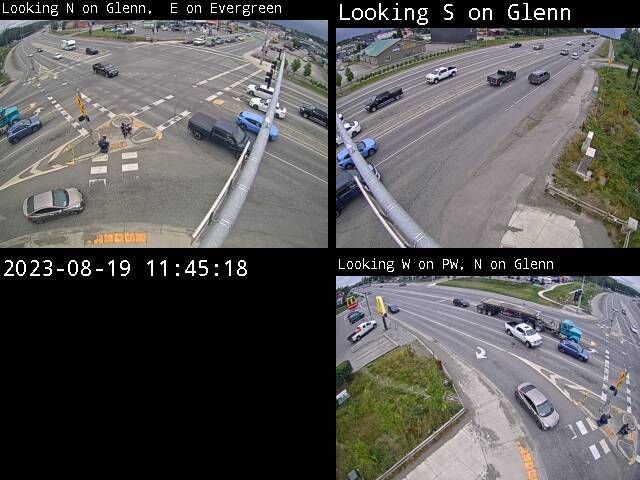 Looking N on Glenn, E on Evergreen
Looking S on Glenn
2023-08-19 11:45:18
Looking W on PW, N on Glenn